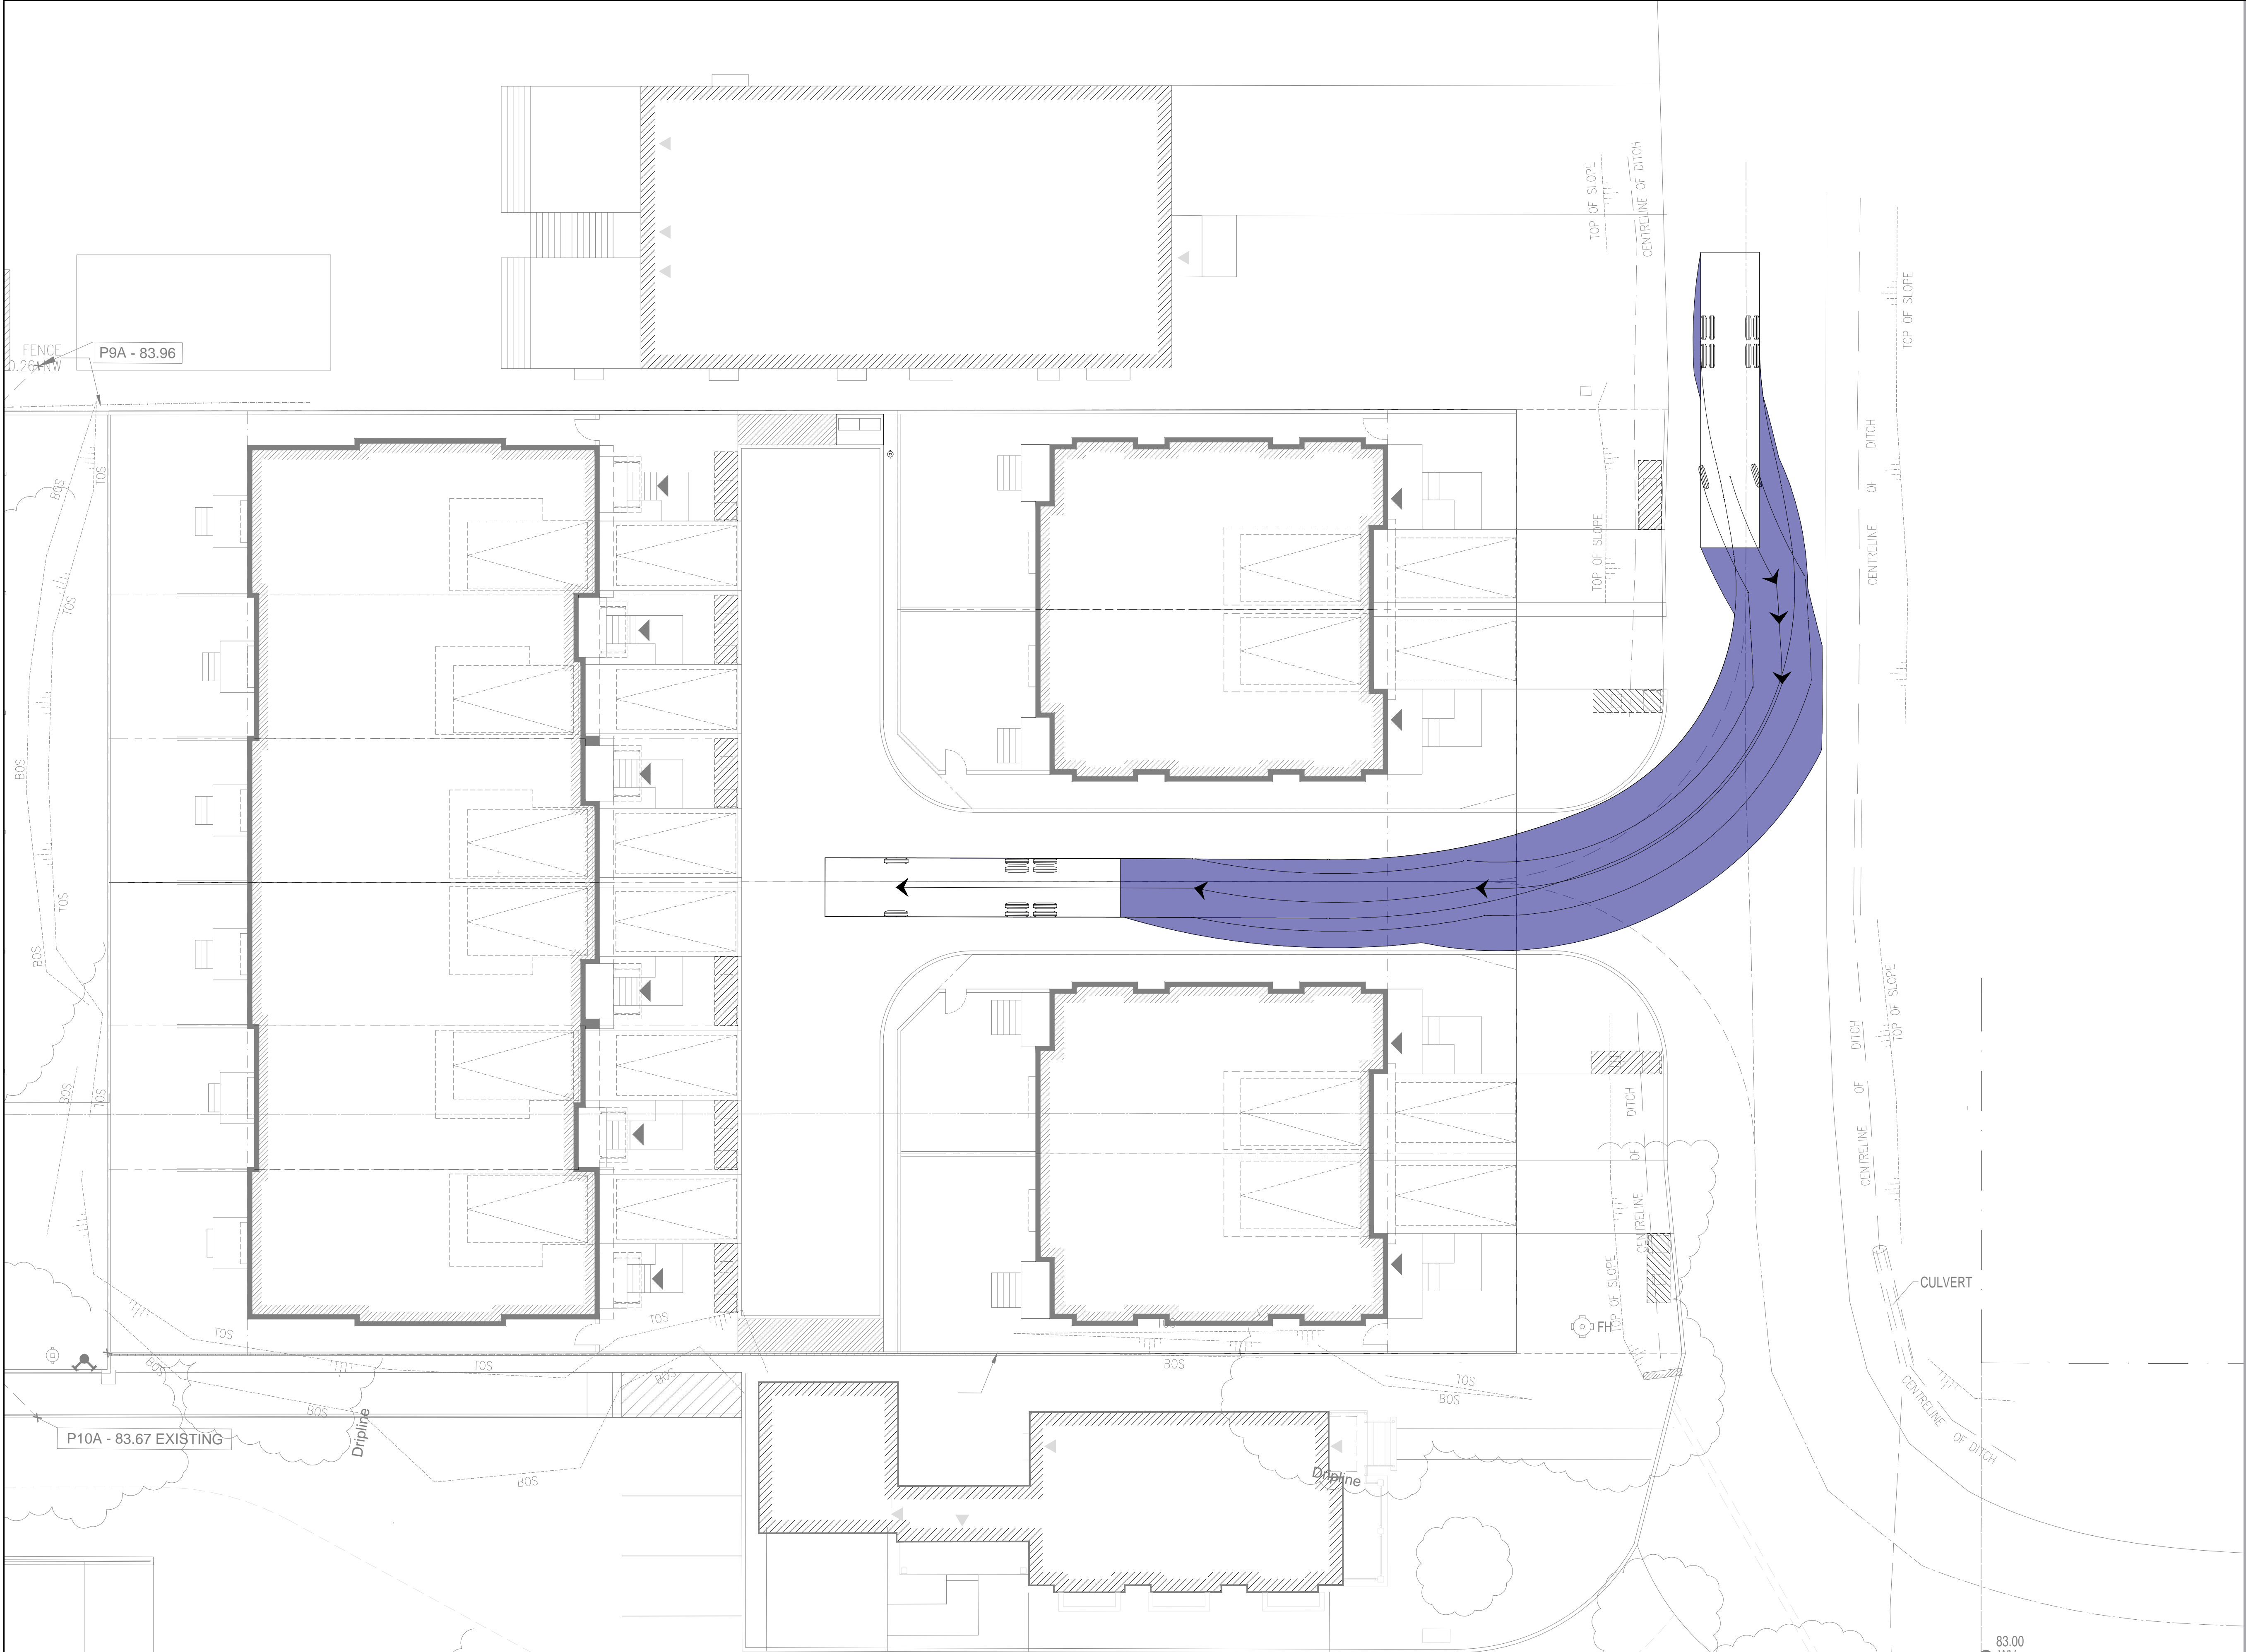 TOP OF SLOPE
CENTRELINE OF DITCH
TOP OF SLOPE
FENCE
0.26 NW
P9A - 83.96
BOS
TOS
TOS
TOP OF SLOPE
CENTRELINE OF DITCH
BOS
TOS
BOS
TOP OF SLOPE
CENTRELINE OF DITCH
BOS
TOS
CENTRELINE OF DITCH
TOP OF SLOPE
CULVERT
FH
TOS
TOS
BOS
TOS
BOS
BOS
TOS
BOS
BOS
BOS
CENTRELINE OF DITCH
Dripline
P10A - 83.67 EXISTING
Dripline
83.00